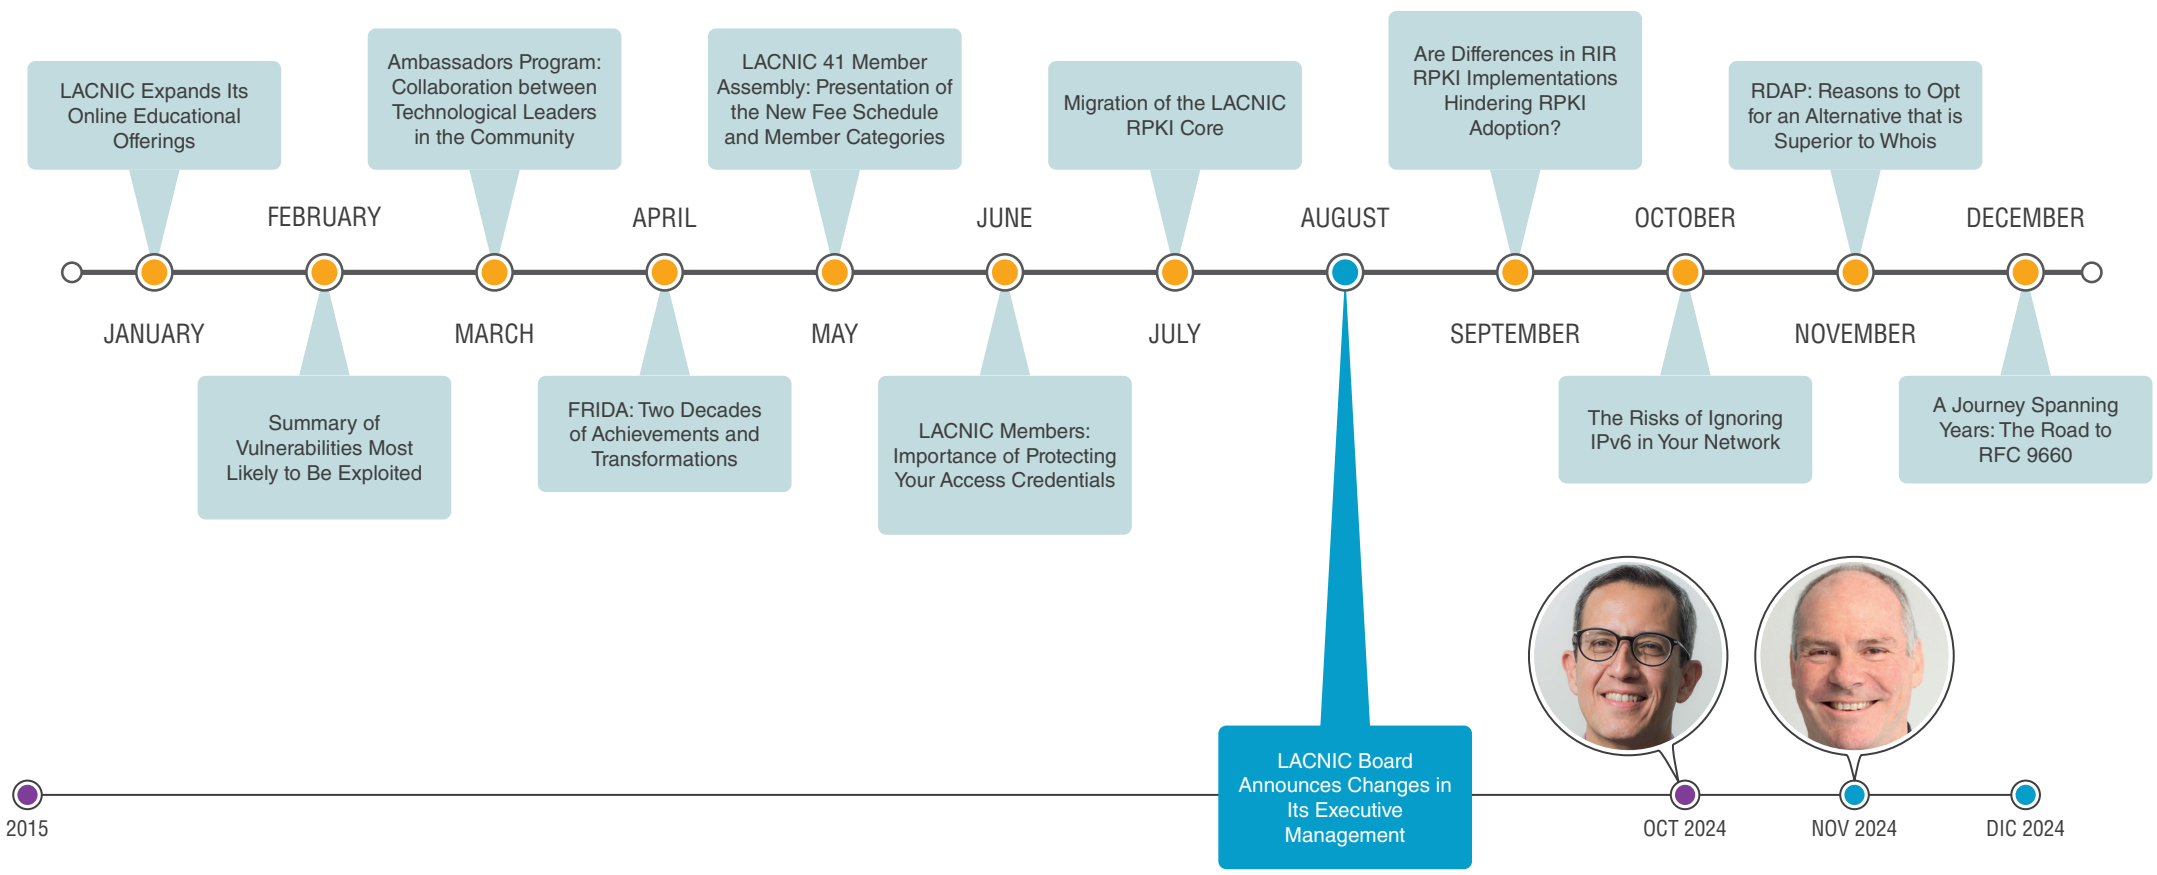 LACNIC Expands Its
Online Educational
Offerings
Ambassadors Program:
Collaboration between
Technological Leaders
in the Community
LACNIC 41 Member
Assembly: Presentation of
the New Fee Schedule
and Member Categories
Migration of the LACNIC
RPKI Core
Are Differences in RIR
RPKI Implementations
Hindering RPKI
Adoption?
RDAP: Reasons to Opt
for an Alternative that is
Superior to Whois
FEBRUARY
APRIL
JUNE
AUGUST
OCTOBER
DECEMBER
JANUARY
MARCH
MAY
JULY
SEPTEMBER
NOVEMBER
Summary of
Vulnerabilities Most
Likely to Be Exploited
FRIDA: Two Decades
of Achievements and
Transformations
LACNIC Members:
Importance of Protecting
Your Access Credentials
The Risks of Ignoring
IPv6 in Your Network
A Journey Spanning
Years: The Road to
RFC 9660
LACNIC Board
Announces Changes in
Its Executive
Management
2015
OCT 2024
NOV 2024
DIC 2024